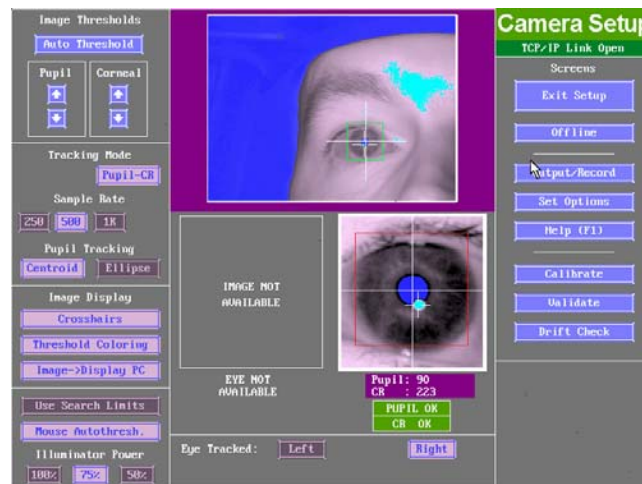 Image Thresholds
Auto Threshold
Pupil Corneal
Tracking Mode
Pupil-CR
Sample Rate
250 500 1K
Pupil Tracking
Centroid Ellipse
Image Display
Crosshairs
Threshold Coloring
Image->Display PC
Use Search Limits
Mouse Autothresh.
Illuminator Power
100% 75% 50%
IMAGE NOT
AVAILABLE
EYE NOT
AVAILABLE
Pupil: 90
CR : 223
PUPIL OK
CR OK
Eye Tracked: Left Right
Camera Setup
TCP/IP Link Open
Screens
Exit Setup
Offline
Output/Record
Set Options
Help (F1)
Calibrate
Validate
Drift Check